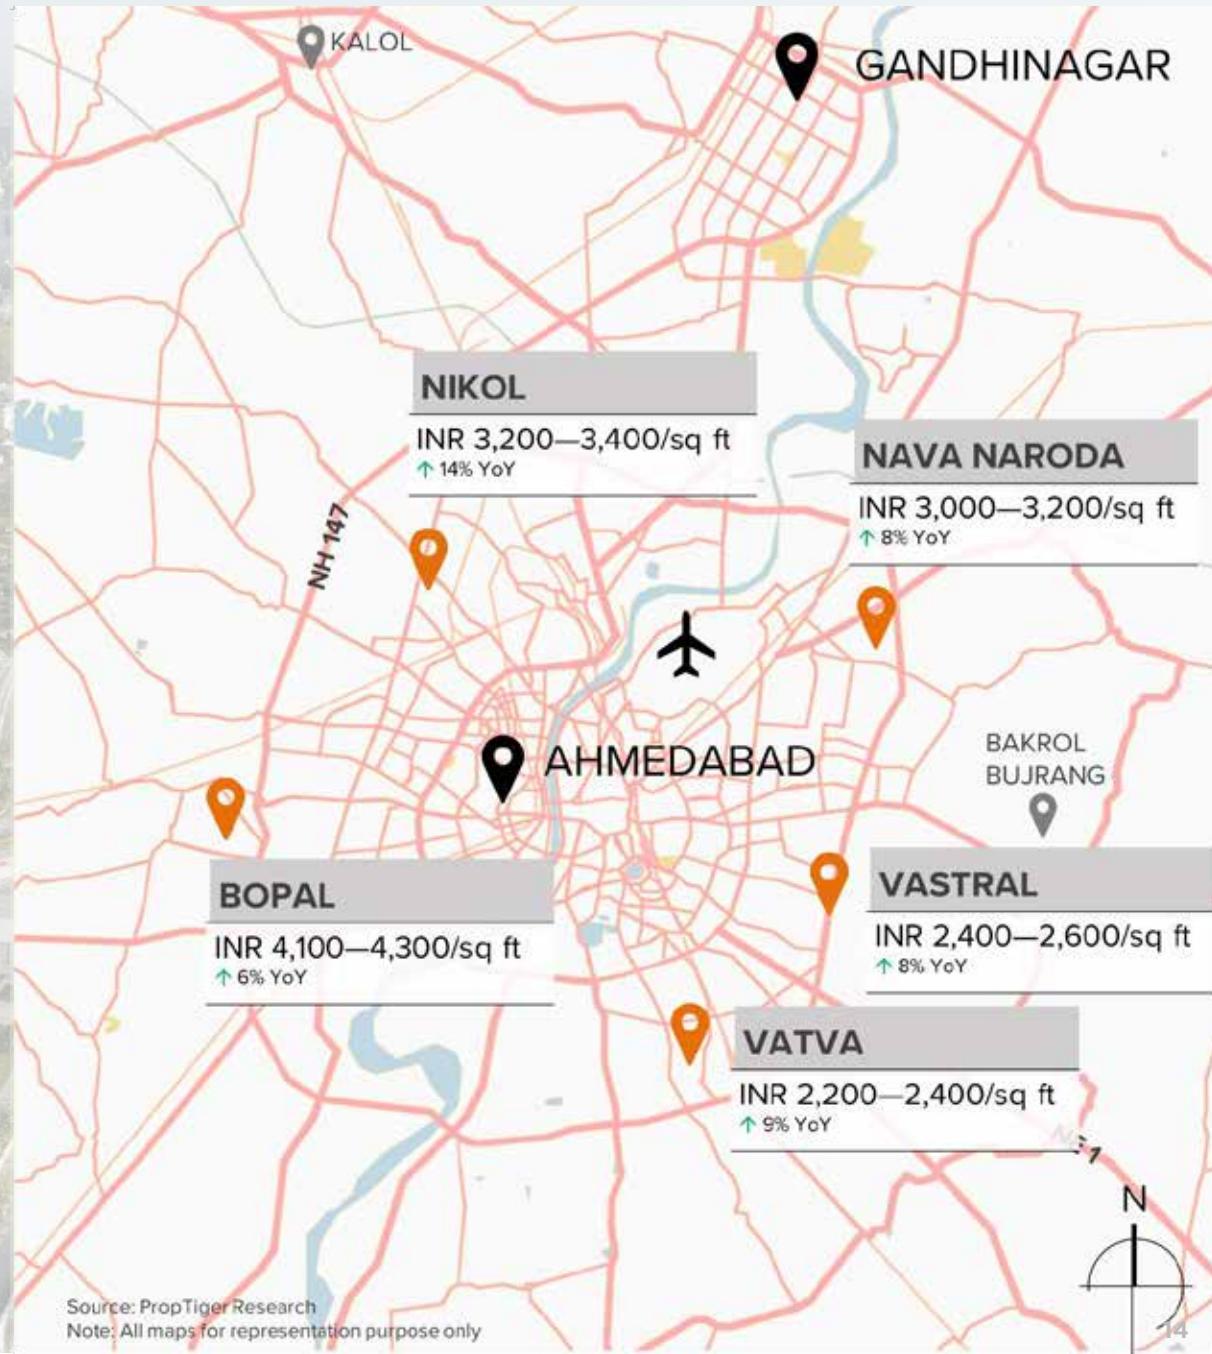 KALOL
GANDHINAGAR
NIKOL
INR 3,200—3,400/sq ft
↑ 14% YoY
NAVA NARODA
INR 3,000—3,200/sq ft
↑ 8% YoY
NH 147
AHMEDABAD
BAKROL
BUJRANG
BOPAL
INR 4,100—4,300/sq ft
↑ 6% YoY
VASTRAL
INR 2,400—2,600/sq ft
↑ 8% YoY
VATVA
INR 2,200—2,400/sq ft
↑ 9% YoY
N
Source: PropTiger Research
Note: All maps for representation purpose only
14